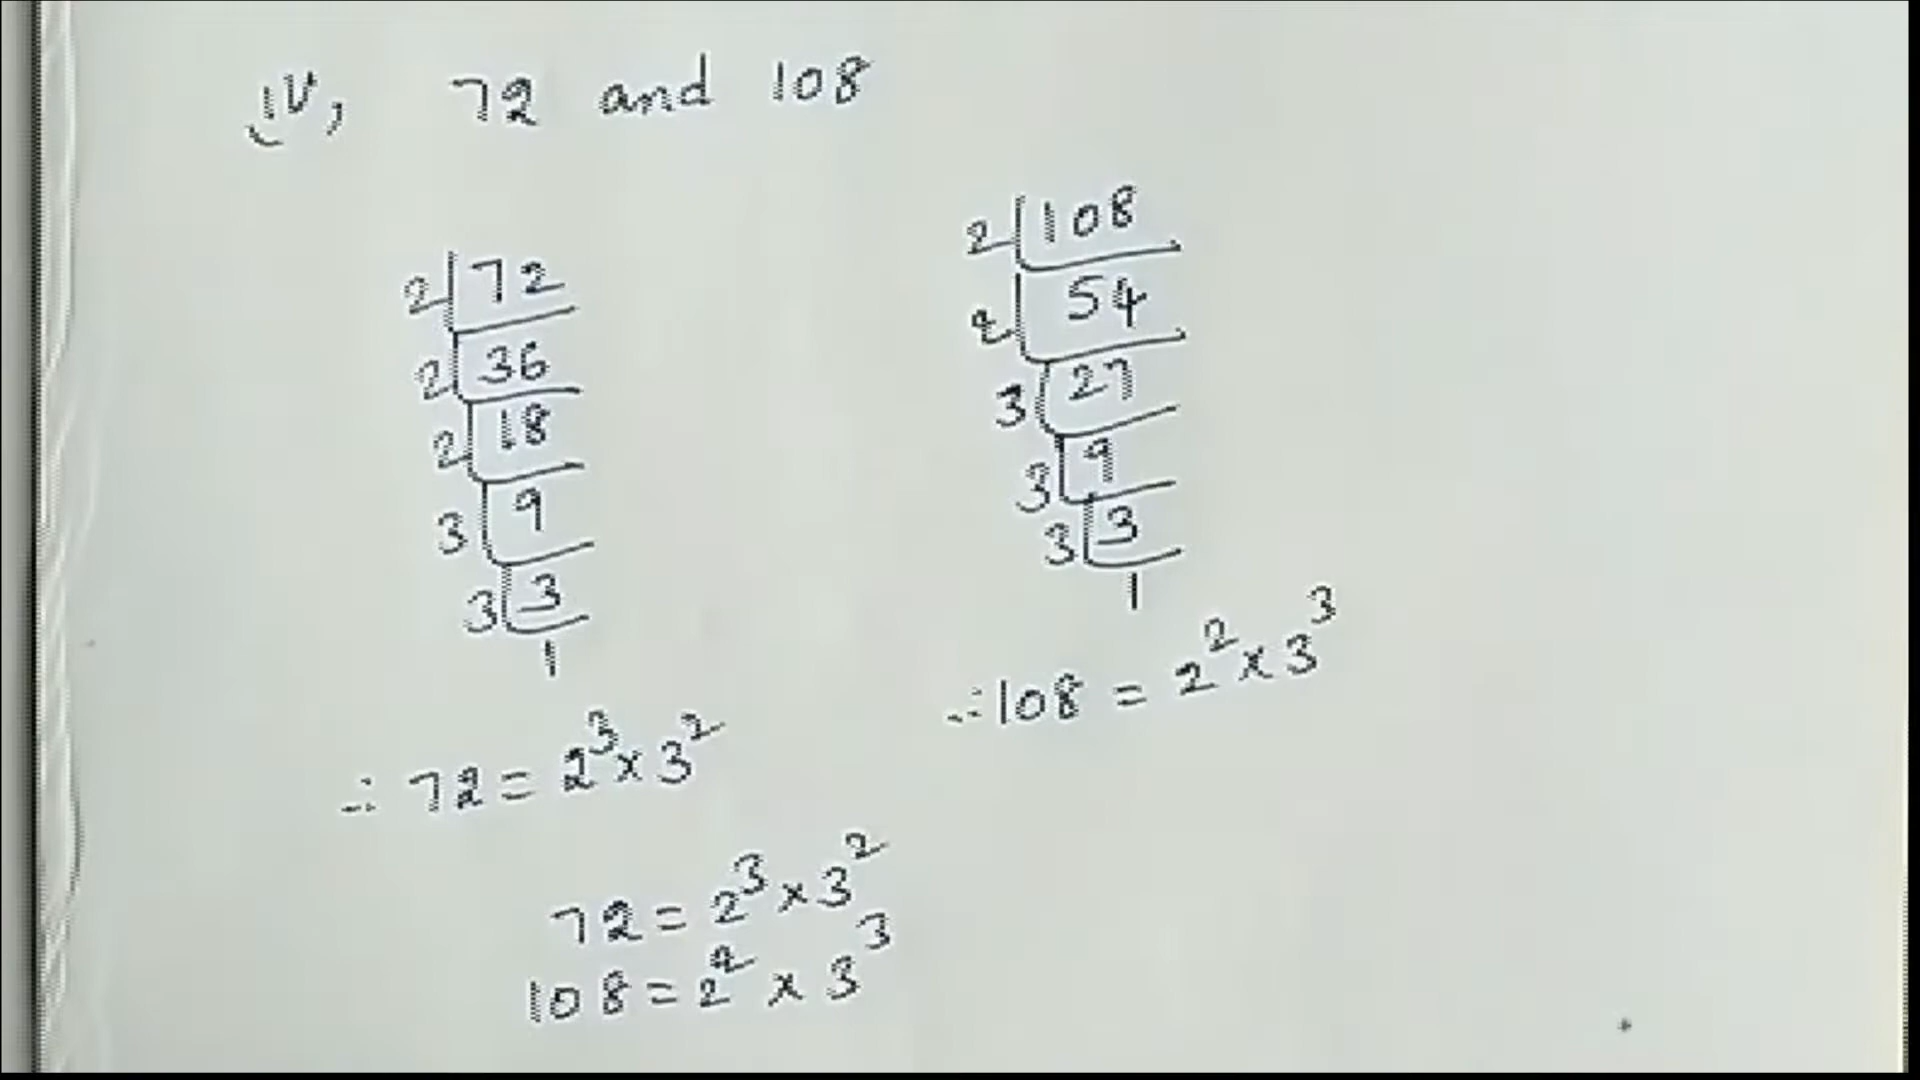 (iv) 72 and 108
2 | 72
2 | 36
2 | 18
3 | 9
3 | 3
1
∴ 72 = 2³ × 3²
2 | 108
2 | 54
3 | 27
3 | 9
3 | 3
1
∴ 108 = 2² × 3³
72 = 2³ × 3²
108 = 2² × 3³